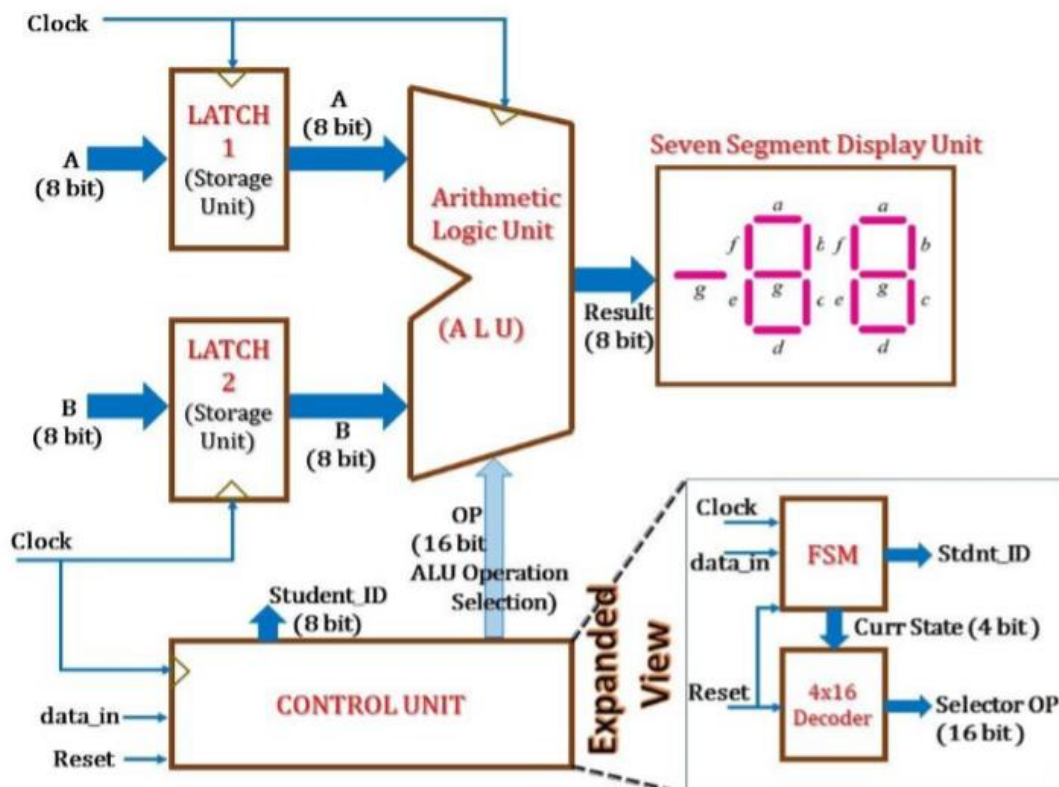 Clock
LATCH
1
(Storage
Unit)
A
(8 bit)
A
(8 bit)
Arithmetic
Logic Unit
(A L U)
Seven Segment Display Unit
a
f
b
g
e
c
d
a
f
b
g
e
c
d
g
Result
(8 bit)
LATCH
2
(Storage
Unit)
B
(8 bit)
B
(8 bit)
Clock
OP
(16 bit
ALU Operation
Selection)
Student_ID
(8 bit)
CONTROL UNIT
data_in
Reset
Expanded
View
Clock
data_in
FSM
Stdnt_ID
Curr State (4 bit )
Reset
4x16
Decoder
Selector OP
(16 bit )